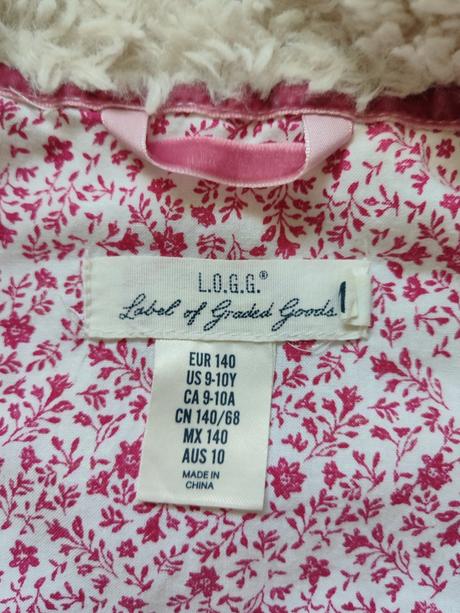 L.O.G.G.®
Label of Graded Goods
EUR 140
US 9-10Y
CA 9-10A
CN 140/68
MX 140
AUS 10
MADE IN
CHINA